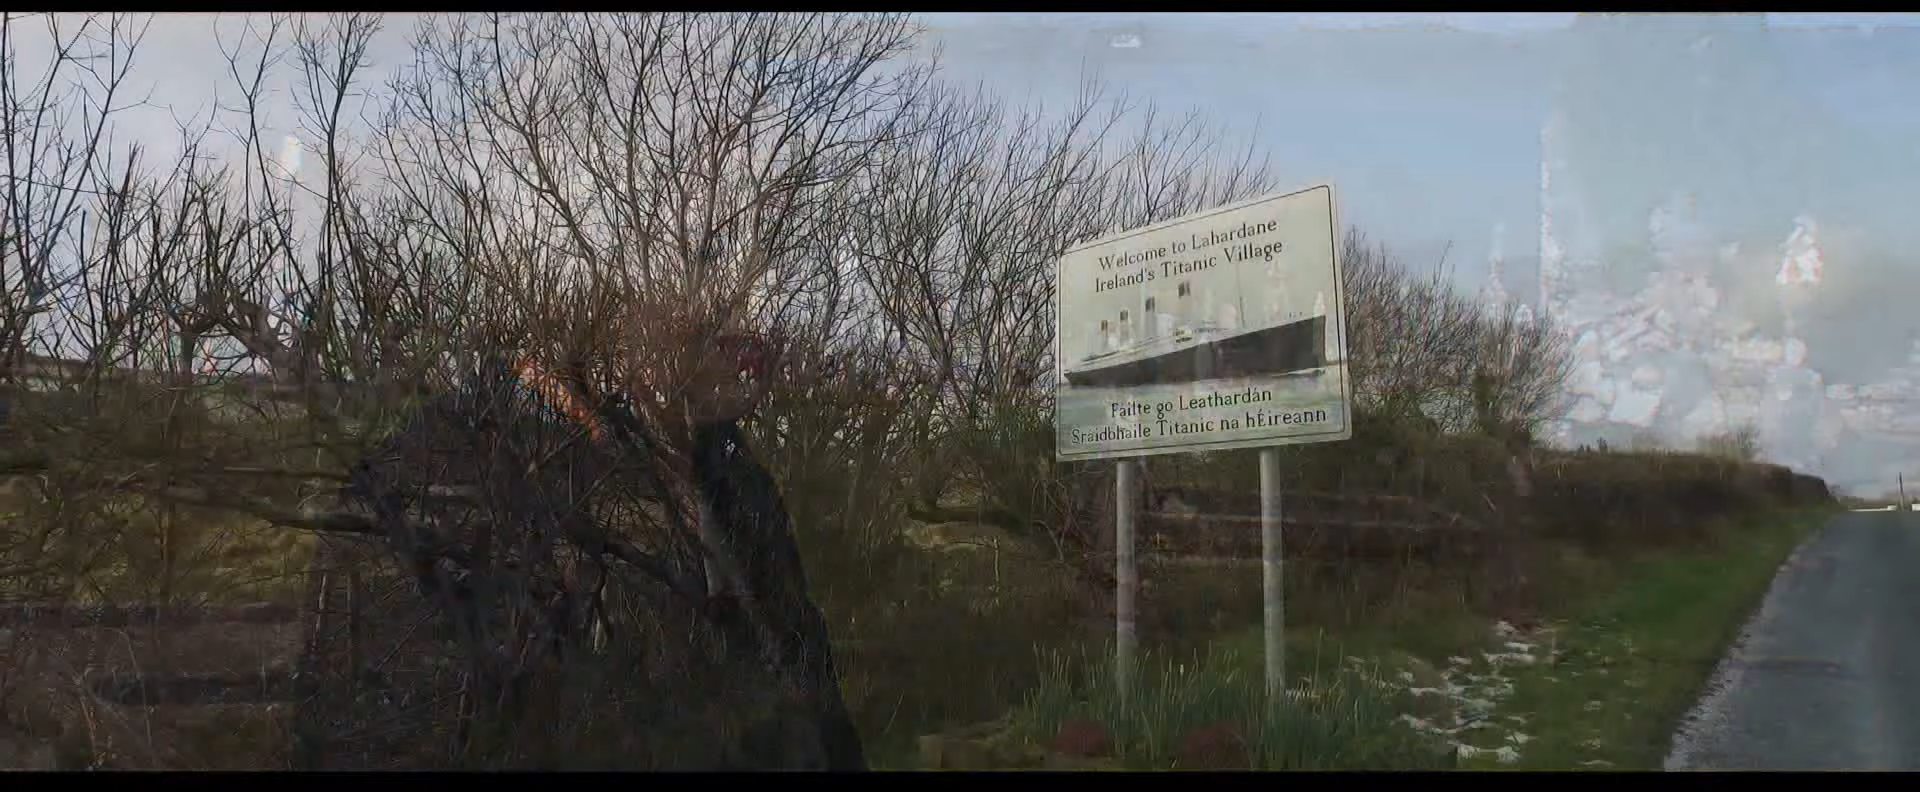 Welcome to Lahardane
Ireland's Titanic Village
Fáilte go Leathardán
Sraidbhaile Titanic na hÉireann